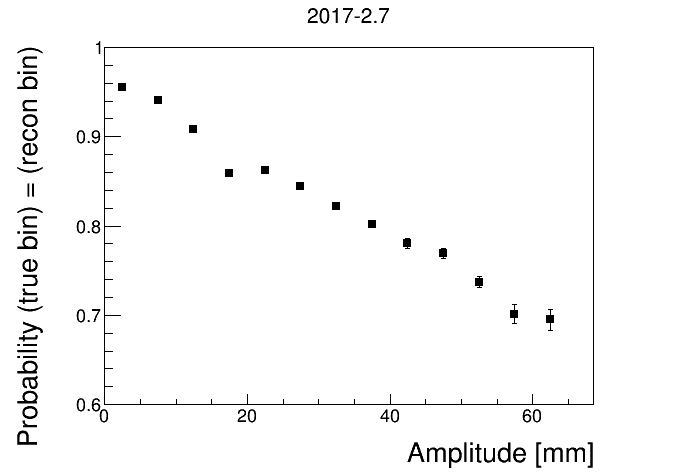 2017-2.7
Probability (true bin) = (recon bin)
1
0.9
0.8
0.7
0.6
0 20 40 60
Amplitude [mm]